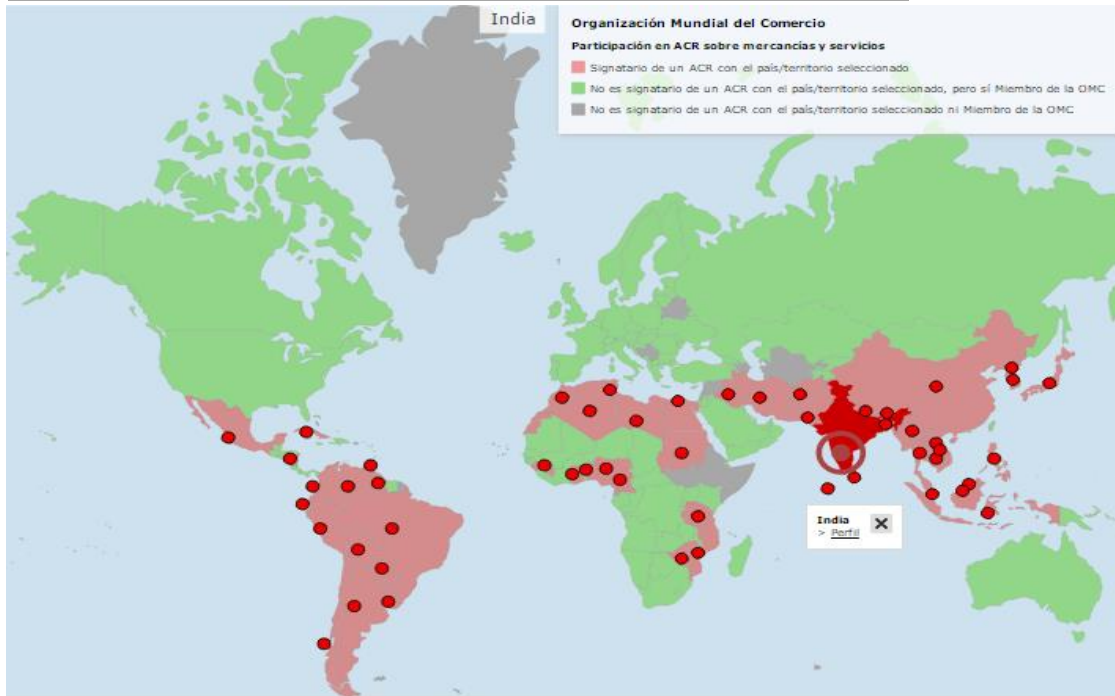 India
Organización Mundial del Comercio
Participación en ACR sobre mercancías y servicios
Signatario de un ACR con el país/territorio seleccionado
No es signatario de un ACR con el país/territorio seleccionado, pero sí Miembro de la OMC
No es signatario de un ACR con el país/territorio seleccionado ni Miembro de la OMC
India
> Perfil